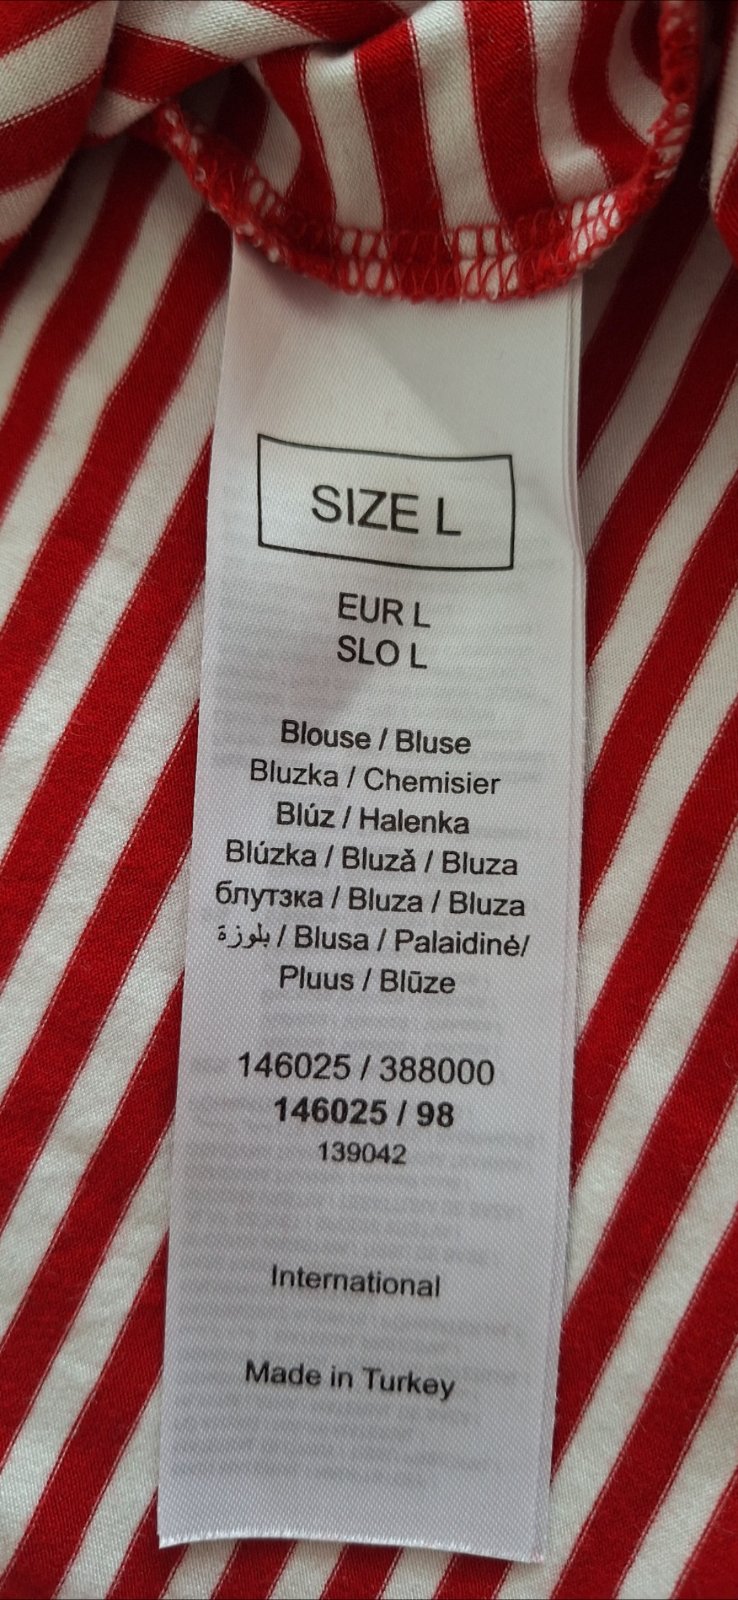 SIZE L
EUR L
SLO L
Blouse / Bluse
Bluzka / Chemisier
Blúz / Halenka
Blúzka / Bluză / Bluza
блутзка / Bluza / Bluza
بلوزة / Blusa / Palaidinė/
Pluus / Blūze
146025 / 388000
146025 / 98
139042
International
Made in Turkey